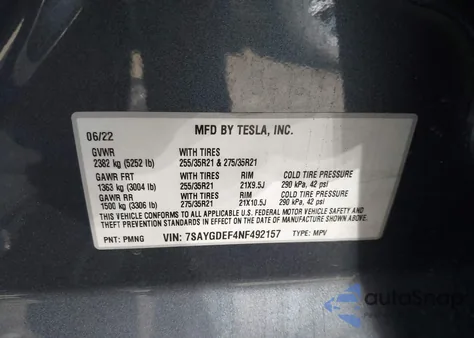 06/22 MFD BY TESLA, INC.
GVWR WITH TIRES
2382 kg (5252 lb) 255/35R21 & 275/35R21
GAWR FRT WITH TIRES RIM COLD TIRE PRESSURE
1363 kg (3004 lb) 255/35R21 21X9.5J 290 kPa, 42 psi
GAWR RR WITH TIRES RIM COLD TIRE PRESSURE
1500 kg (3306 lb) 275/35R21 21X10.5J 290 kPa, 42 psi
THIS VEHICLE CONFORMS TO ALL APPLICABLE U.S. FEDERAL MOTOR VEHICLE SAFETY AND
THEFT PREVENTION STANDARDS IN EFFECT ON THE DATE OF MANUFACTURE SHOWN ABOVE.
PNT: PMNG VIN: 7SAYGDEF4NF492157 TYPE: MPV
autoSnap